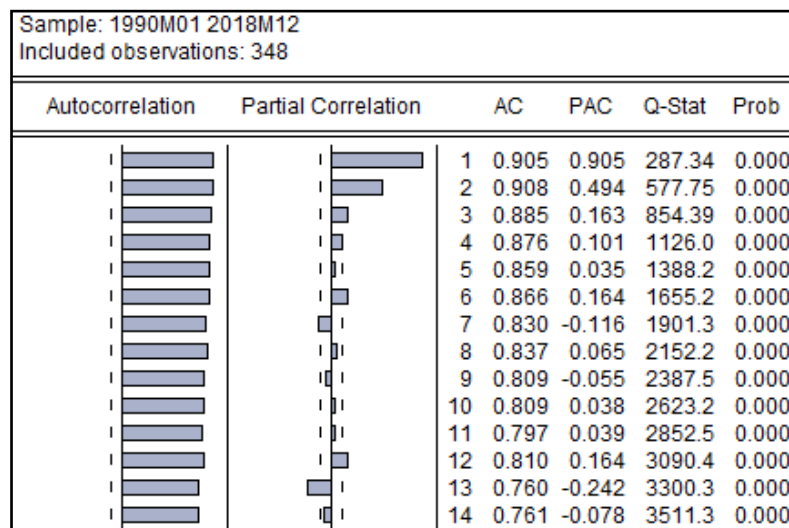 Sample: 1990M01 2018M12
Included observations: 348
Autocorrelation Partial Correlation AC PAC Q-Stat Prob
1 0.905 0.905 287.34 0.000
2 0.908 0.494 577.75 0.000
3 0.885 0.163 854.39 0.000
4 0.876 0.101 1126.0 0.000
5 0.859 0.035 1388.2 0.000
6 0.866 0.164 1655.2 0.000
7 0.830 -0.116 1901.3 0.000
8 0.837 0.065 2152.2 0.000
9 0.809 -0.055 2387.5 0.000
10 0.809 0.038 2623.2 0.000
11 0.797 0.039 2852.5 0.000
12 0.810 0.164 3090.4 0.000
13 0.760 -0.242 3300.3 0.000
14 0.761 -0.078 3511.3 0.000